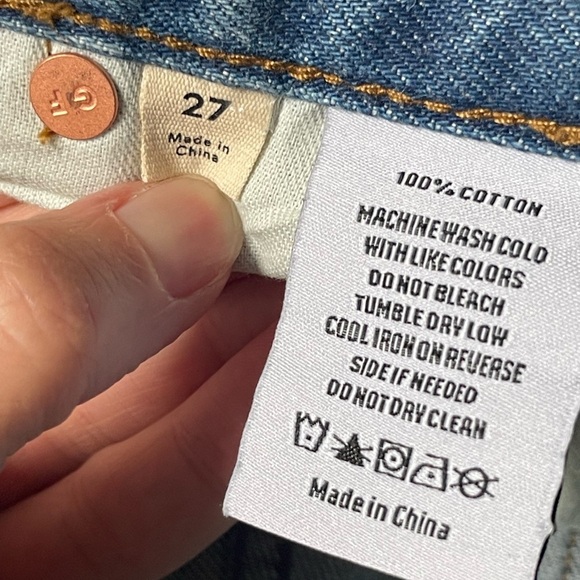 GF
27
Made in
China
100% COTTON
MACHINE WASH COLD
WITH LIKE COLORS
DO NOT BLEACH
TUMBLE DRY LOW
COOL IRON ON REVERSE
SIDE IF NEEDED
DO NOT DRY CLEAN
Made in China